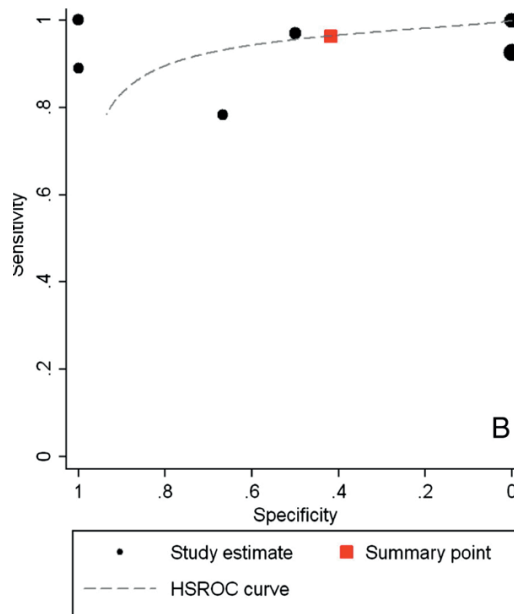 1
.8
.6
.4
.2
0
Sensitivity
B
1 .8 .6 .4 .2 0
Specificity
Study estimate Summary point
HSROC curve